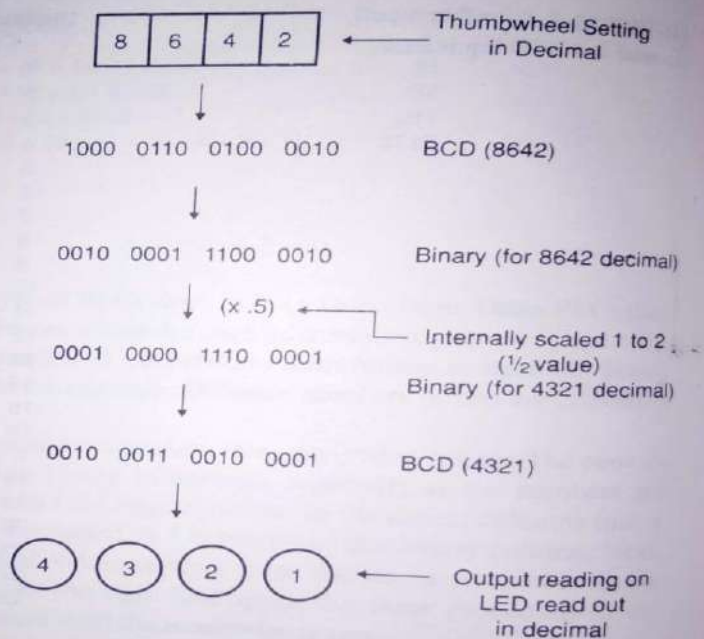 8 6 4 2
Thumbwheel Setting
in Decimal
1000 0110 0100 0010 BCD (8642)
0010 0001 1100 0010 Binary (for 8642 decimal)
(x .5)
Internally scaled 1 to 2
(1/2 value)
0001 0000 1110 0001 Binary (for 4321 decimal)
0010 0011 0010 0001 BCD (4321)
4 3 2 1
Output reading on
LED read out
in decimal